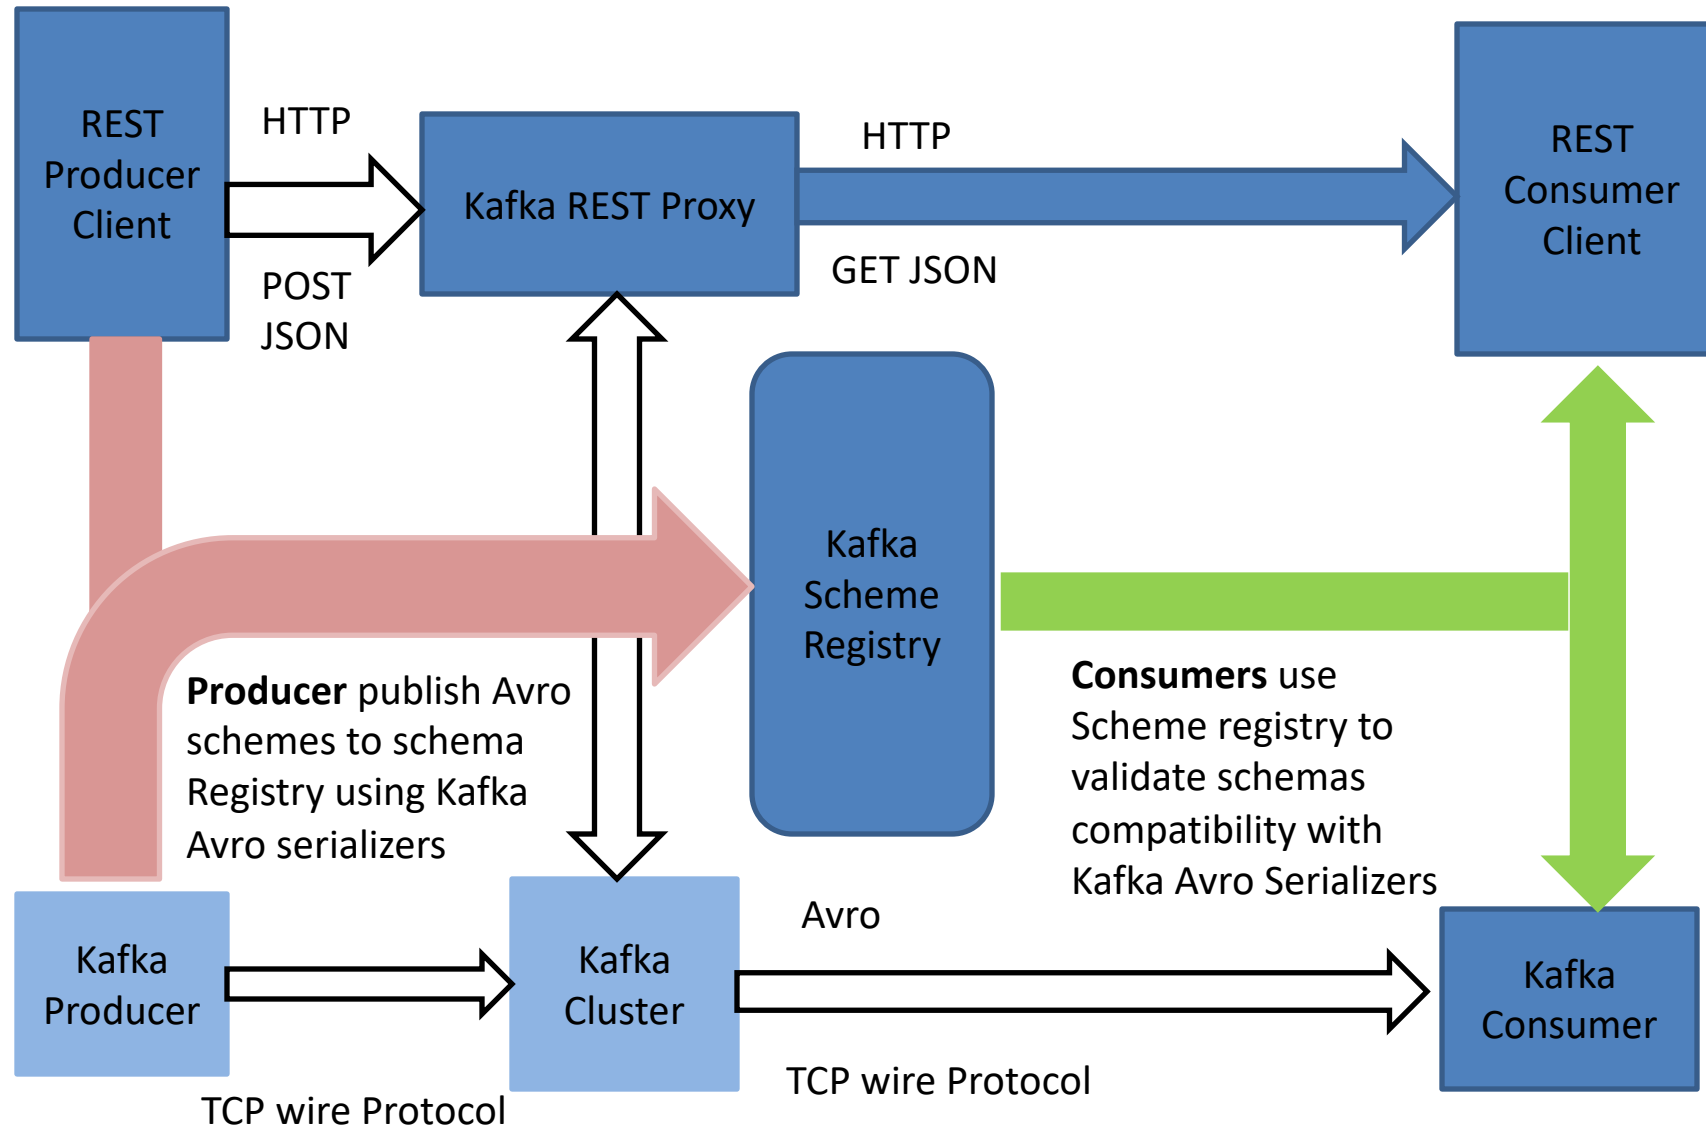 REST
Producer
Client
HTTP
POST
JSON
Kafka REST Proxy
HTTP
GET JSON
REST
Consumer
Client
Kafka
Scheme
Registry
Producer publish Avro
schemes to schema
Registry using Kafka
Avro serializers
Consumers use
Scheme registry to
validate schemas
compatibility with
Kafka Avro Serializers
Kafka
Producer
TCP wire Protocol
Kafka
Cluster
Avro
TCP wire Protocol
Kafka
Consumer